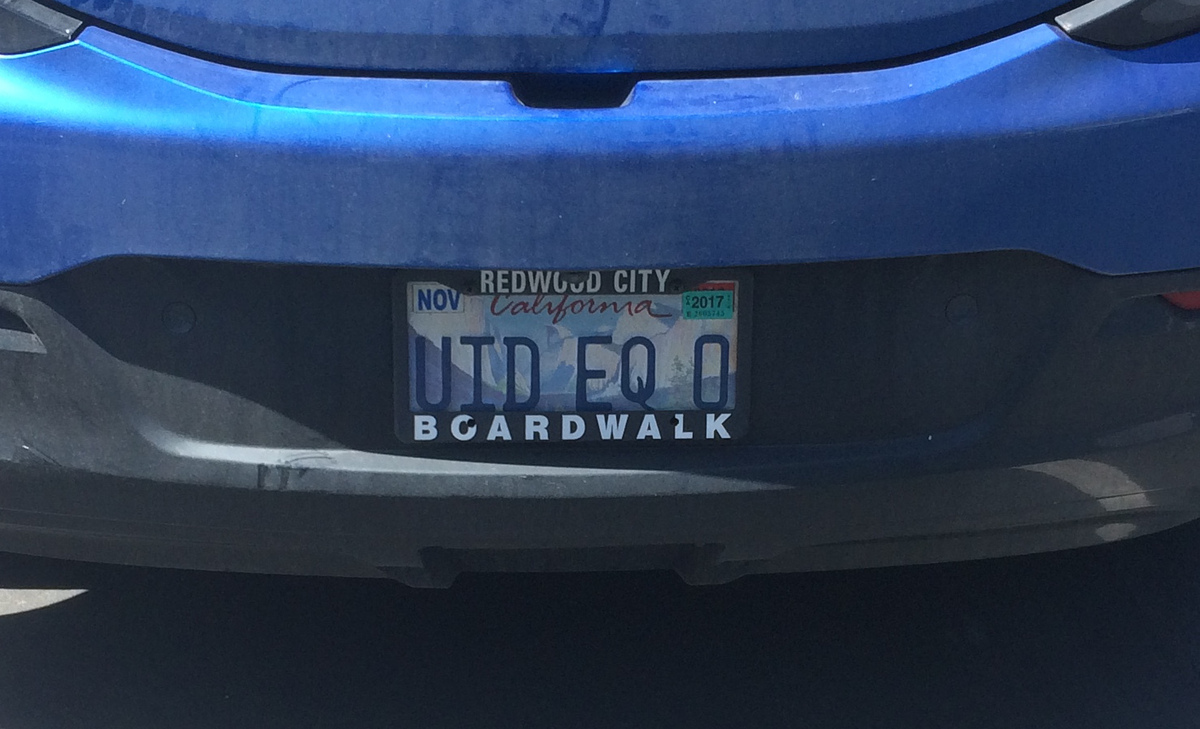 REDWOOD CITY
NOV California 2017
UID EQ 0
BOARDWALK